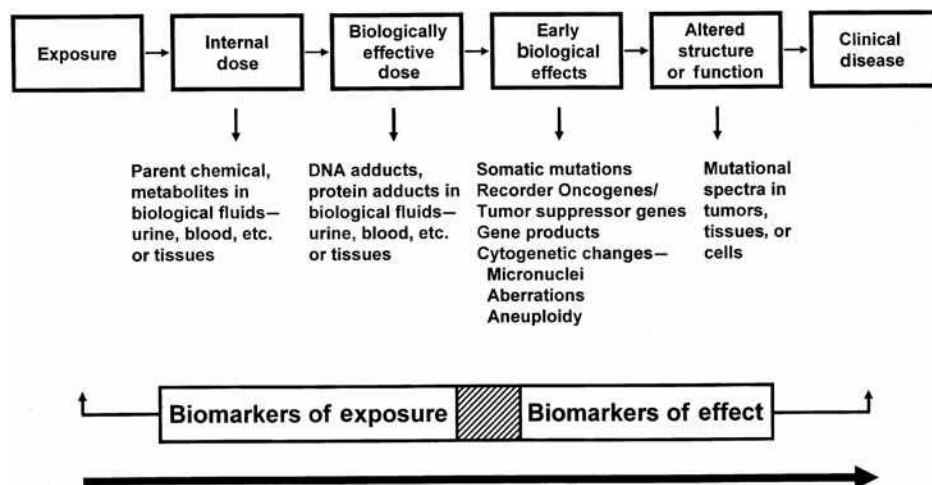 Exposure
Internal
dose
Biologically
effective
dose
Early
biological
effects
Altered
structure
or function
Clinical
disease
Parent chemical,
metabolites in
biological fluids—
urine, blood, etc.
or tissues
DNA adducts,
protein adducts in
biological fluids—
urine, blood, etc.
or tissues
Somatic mutations
Recorder Oncogenes/
Tumor suppressor genes
Gene products
Cytogenetic changes—
Micronuclei
Aberrations
Aneuploidy
Mutational
spectra in
tumors,
tissues, or
cells
Biomarkers of exposure
Biomarkers of effect